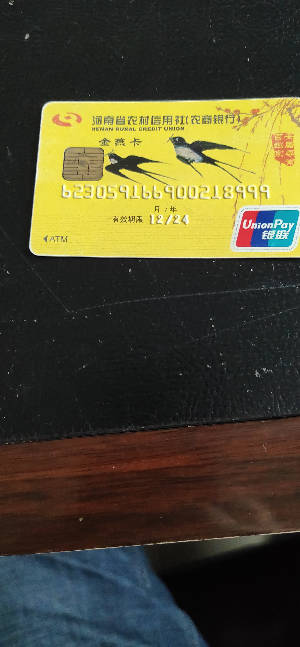 河南省农村信用社(农商银行)
HENAN RURAL CREDIT UNION
金燕卡
623059166900218999
月／年
有效期限 12/24
ATM
UnionPay
银联